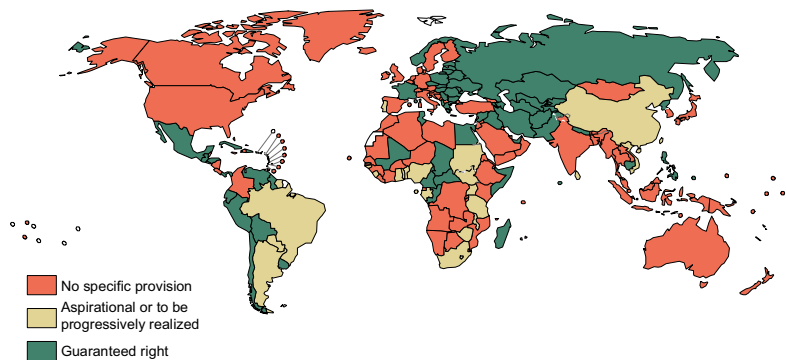 No specific provision
Aspirational or to be
progressively realized
Guaranteed right